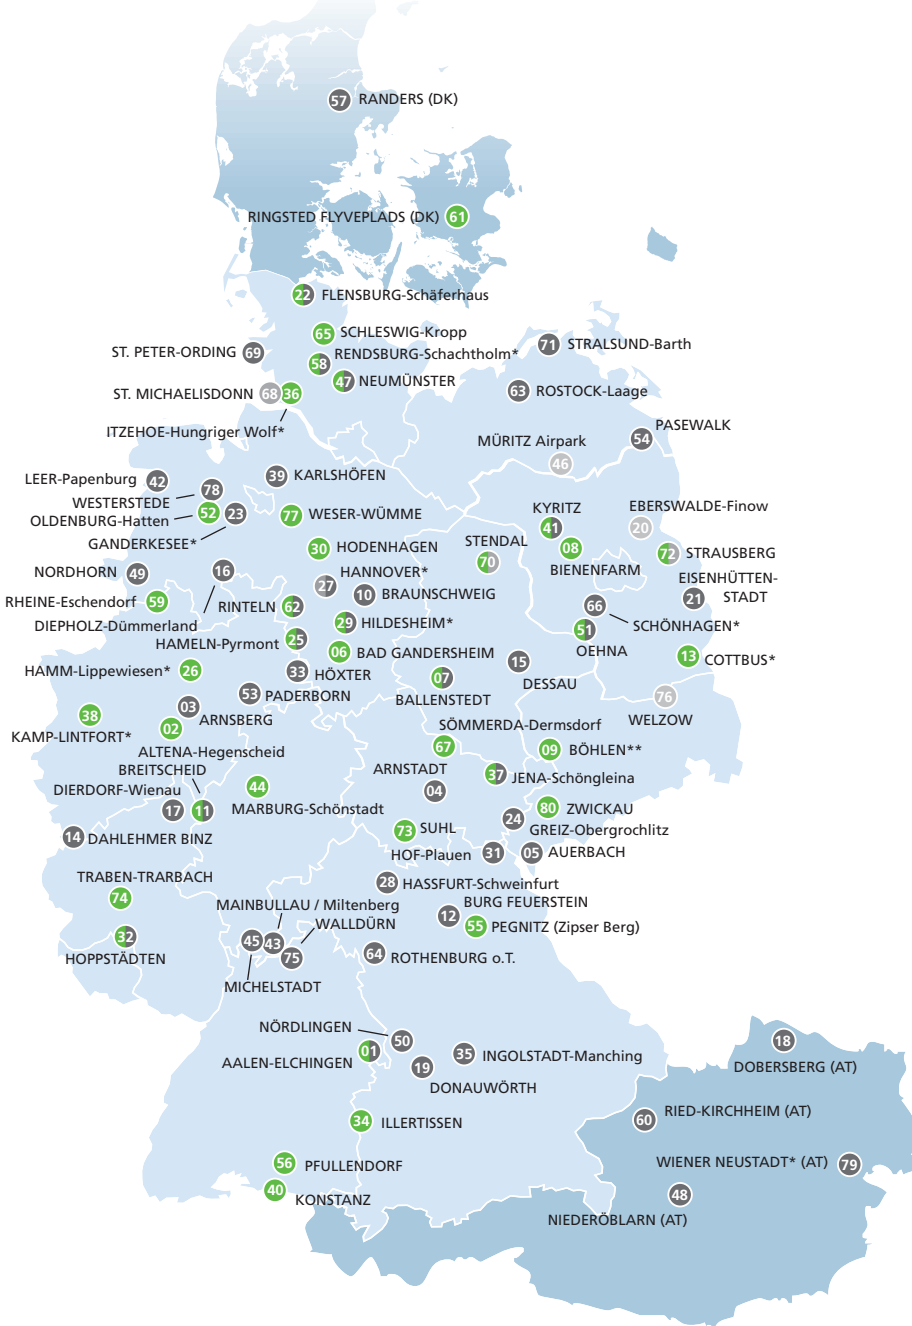 57 RANDERS (DK)
RINGSTED FLYVEPLADS (DK) 61
22 FLENSBURG-Schäferhaus
65 SCHLESWIG-Kropp
ST. PETER-ORDING 69
58 RENDSBURG-Schachtholm*
71 STRALSUND-Barth
47 NEUMÜNSTER
63 ROSTOCK-Laage
ST. MICHAELISDONN 68 36
ITZEHOE-Hungriger Wolf*
PASEWALK
54
MÜRITZ Airpark
46
LEER-Papenburg 42
39 KARLSHÖFEN
WESTERSTEDE 78
OLDENBURG-Hatten 52
23
GANDERKESEE*
77 WESER-WÜMME
KYRITZ
41
EBERSWALDE-Finow
20
30 HODENHAGEN
STENDAL
70
08
BIENENFARM
72 STRAUSBERG
NORDHORN 49
16
HANNOVER*
27
10 BRAUNSCHWEIG
EISENHÜTTEN-
STADT
21
RHEINE-Eschendorf 59
RINTELN 62
66
SCHÖNHAGEN*
DIEPHOLZ-Dümmerland
29 HILDESHEIM*
51
OEHNA
HAMELN-Pyrmont 25
06 BAD GANDERSHEIM
13 COTTBUS*
HAMM-Lippewiesen* 26
33
HÖXTER
15
DESSAU
53
PADERBORN
07
BALLENSTEDT
76
WELZOW
38
KAMP-LINTFORT*
03
ARNSBERG
02
ALTENA-Hegenscheid
SÖMMERDA-Dermsdorf
67
09 BÖHLEN**
BREITSCHEID
ARNSTADT
04
37 JENA-Schöngleina
DIERDORF-Wienau
17 11
44
MARBURG-Schönstadt
80 ZWICKAU
24
GREIZ-Obergrochlitz
14 DAHLEHMER BINZ
73 SUHL
HOF-Plauen 31
05 AUERBACH
TRABEN-TRARBACH
74
28 HASSFURT-Schweinfurt
MAINBULLAU / Miltenberg
BURG FEUERSTEIN
12
WALLDÜRN
55 PEGNITZ (Zipser Berg)
32
HOPPSTÄDTEN
45 43
75
64 ROTHENBURG o.T.
MICHELSTADT
NÖRDLINGEN
50
18
DOBERSBERG (AT)
AALEN-ELCHINGEN 01
35 INGOLSTADT-Manching
19
DONAUWÖRTH
60 RIED-KIRCHHEIM (AT)
34 ILLERTISSEN
56 PFULLENDORF
WIENER NEUSTADT* (AT) 79
40
KONSTANZ
48
NIEDERÖBLARN (AT)